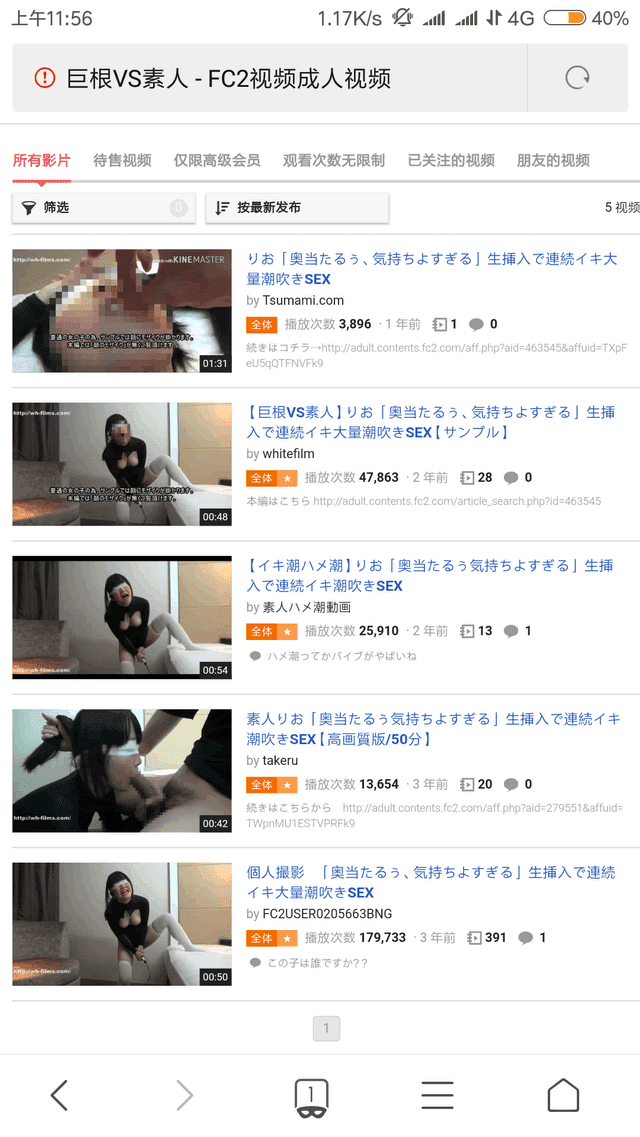 上午11:56
1.17K/s 4G 40%
巨根VS素人 - FC2视频成人视频
所有影片 待售视频 仅限高级会员 观看次数无限制 已关注的视频 朋友的视频
筛选 0 按最新发布 5 视频
http://wh-films.com/
KINEMASTER
01:31
りお「奥当たるぅ、気持ちよすぎる」生挿入で連続イキ大
量潮吹きSEX
by Tsumami.com
全体 播放次数 3,896 · 1 年前 1 0
続きはコチラ→http://adult.contents.fc2.com/aff.php?aid=463545&affuid=TXpF
eU5qQTFNVFk9
http://wh-films.com/
00:48
【巨根VS素人】りお「奥当たるぅ、気持ちよすぎる」生挿
入で連続イキ大量潮吹きSEX【サンプル】
by whitefilm
全体 ★ 播放次数 47,863 · 2 年前 28 0
本編はこちら http://adult.contents.fc2.com/article_search.php?id=463545
http://wh-films.com/
00:54
【イキ潮ハメ潮】りお「奥当たるぅ気持ちよすぎる」生挿
入で連続イキ潮吹きSEX
by 素人ハメ潮動画
全体 ★ 播放次数 25,910 · 2 年前 13 1
ハメ潮ってかバイブがやばいね
http://wh-films.com/
00:42
素人りお「奥当たるぅ気持ちよすぎる」生挿入で連続イキ
潮吹きSEX【高画質版/50分】
by takeru
全体 ★ 播放次数 13,654 · 3 年前 20 0
続きはこちらから http://adult.contents.fc2.com/aff.php?aid=279551&affuid=
TWpnMU1ESTVPRFk9
http://wh-films.com/
00:50
個人撮影 「奥当たるぅ、気持ちよすぎる」生挿入で連続
イキ大量潮吹きSEX
by FC2USER0205663BNG
全体 ★ 播放次数 179,733 · 3 年前 391 1
この子は誰ですか？？
1
1